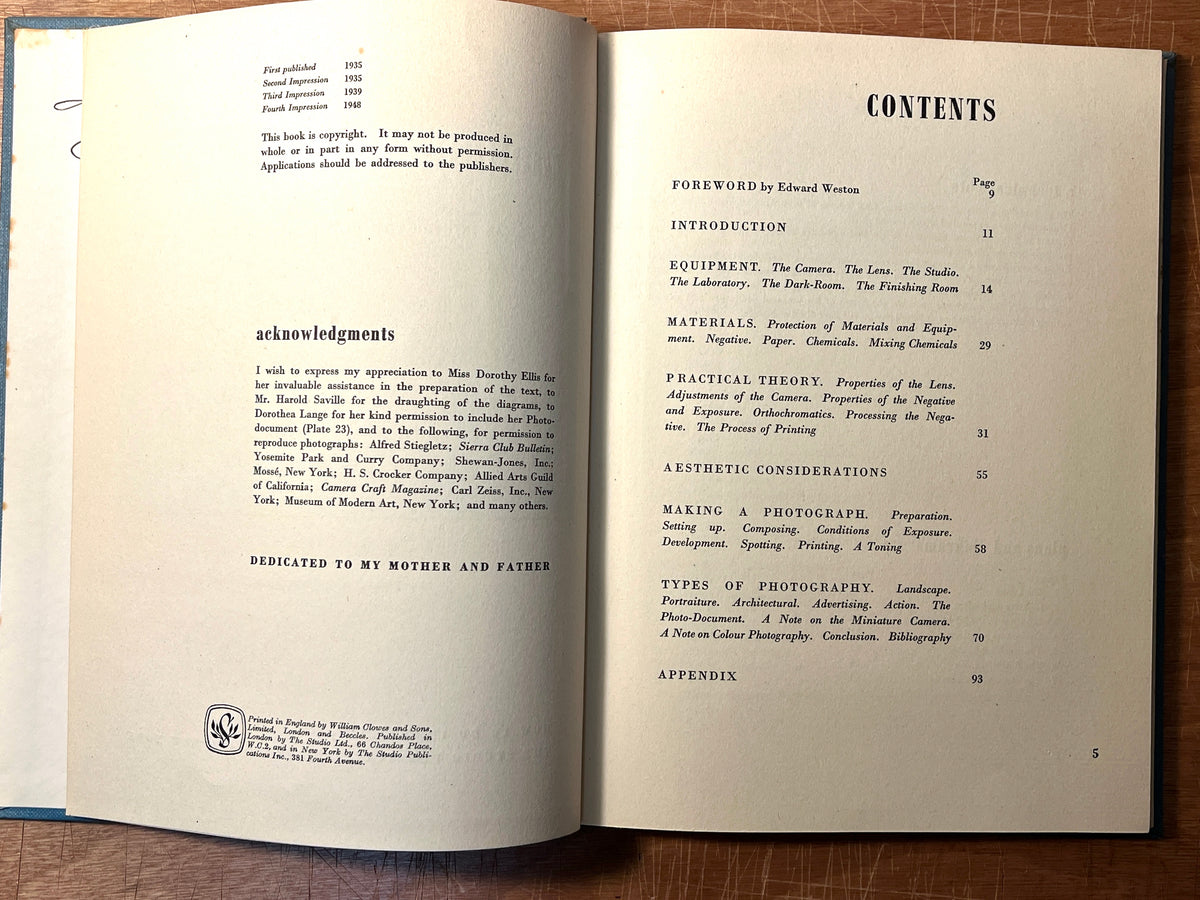 First published 1935
Second Impression 1935
Third Impression 1939
Fourth Impression 1948
This book is copyright. It may not be produced in
whole or in part in any form without permission.
Applications should be addressed to the publishers.
acknowledgments
I wish to express my appreciation to Miss Dorothy Ellis for
her invaluable assistance in the preparation of the text, to
Mr. Harold Saville for the draughting of the diagrams, to
Dorothea Lange for her kind permission to include her Photo-
document (Plate 23), and to the following, for permission to
reproduce photographs: Alfred Stiegletz; Sierra Club Bulletin;
Yosemite Park and Curry Company; Shewan-Jones, Inc.;
Mossé, New York; H. S. Crocker Company; Allied Arts Guild
of California; Camera Craft Magazine; Carl Zeiss, Inc., New
York; Museum of Modern Art, New York; and many others.
DEDICATED TO MY MOTHER AND FATHER
Printed in England by William Clowes and Sons,
Limited, London and Beccles. Published in
London by The Studio Ltd., 66 Chandos Place,
W.C.2, and in New York by The Studio Publi-
cations Inc., 381 Fourth Avenue.
CONTENTS
Page
FOREWORD by Edward Weston 9
INTRODUCTION 11
EQUIPMENT. The Camera. The Lens. The Studio.
The Laboratory. The Dark-Room. The Finishing Room 14
MATERIALS. Protection of Materials and Equip-
ment. Negative. Paper. Chemicals. Mixing Chemicals 29
PRACTICAL THEORY. Properties of the Lens.
Adjustments of the Camera. Properties of the Negative
and Exposure. Orthochromatics. Processing the Nega-
tive. The Process of Printing 31
AESTHETIC CONSIDERATIONS 55
MAKING A PHOTOGRAPH. Preparation.
Setting up. Composing. Conditions of Exposure.
Development. Spotting. Printing. A Toning 58
TYPES OF PHOTOGRAPHY. Landscape.
Portraiture. Architectural. Advertising. Action. The
Photo-Document. A Note on the Miniature Camera.
A Note on Colour Photography. Conclusion. Bibliography 70
APPENDIX 93
5